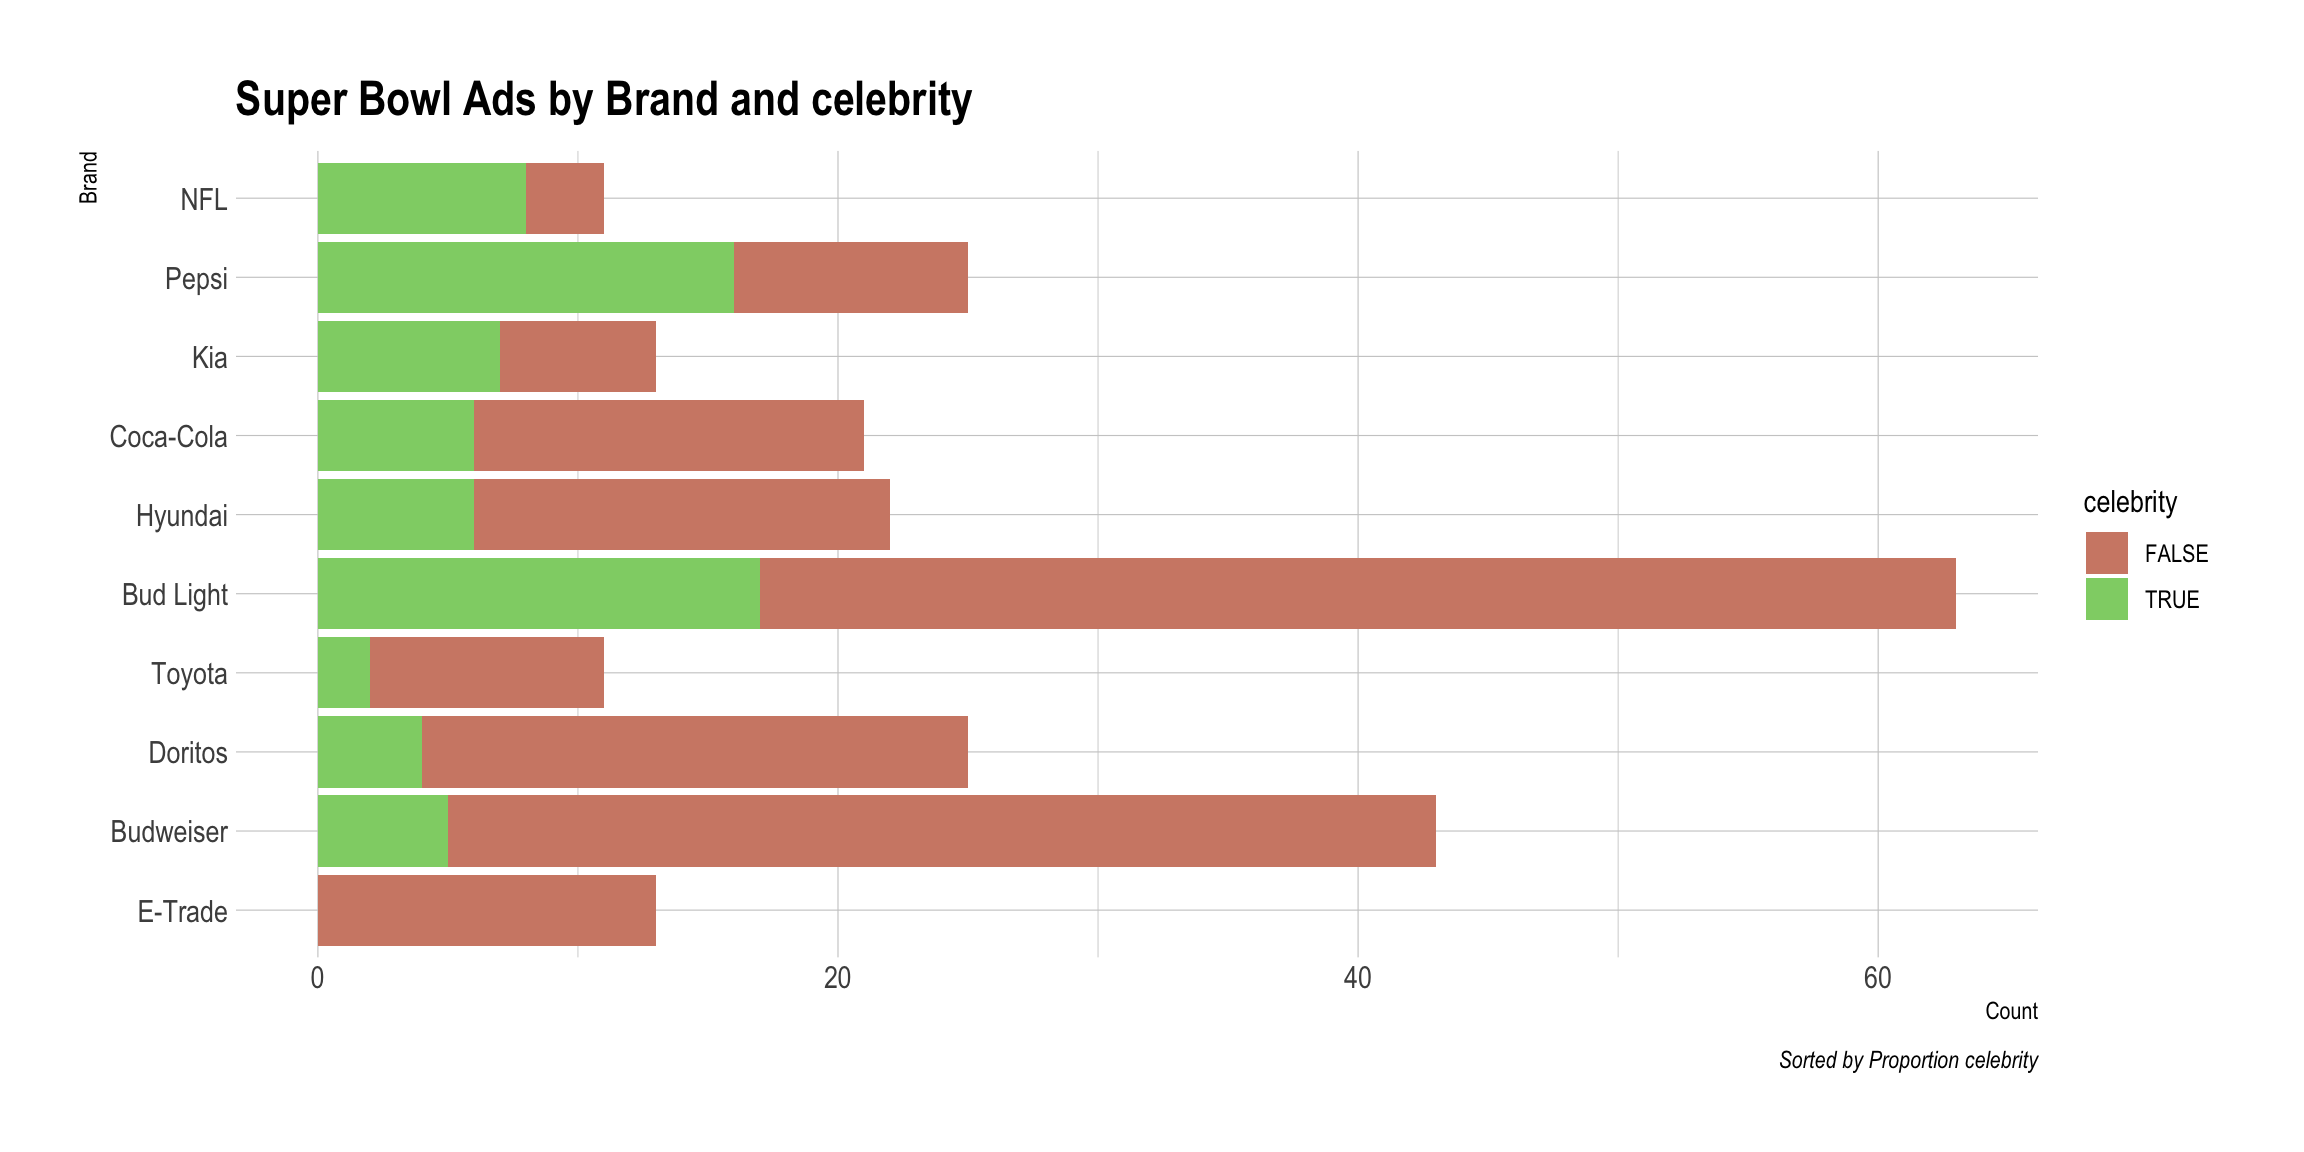 Super Bowl Ads by Brand and celebrity
Brand
NFL
Pepsi
Kia
Coca-Cola
Hyundai
Bud Light
Toyota
Doritos
Budweiser
E-Trade
0 20 40 60
Count
celebrity
FALSE
TRUE
Sorted by Proportion celebrity